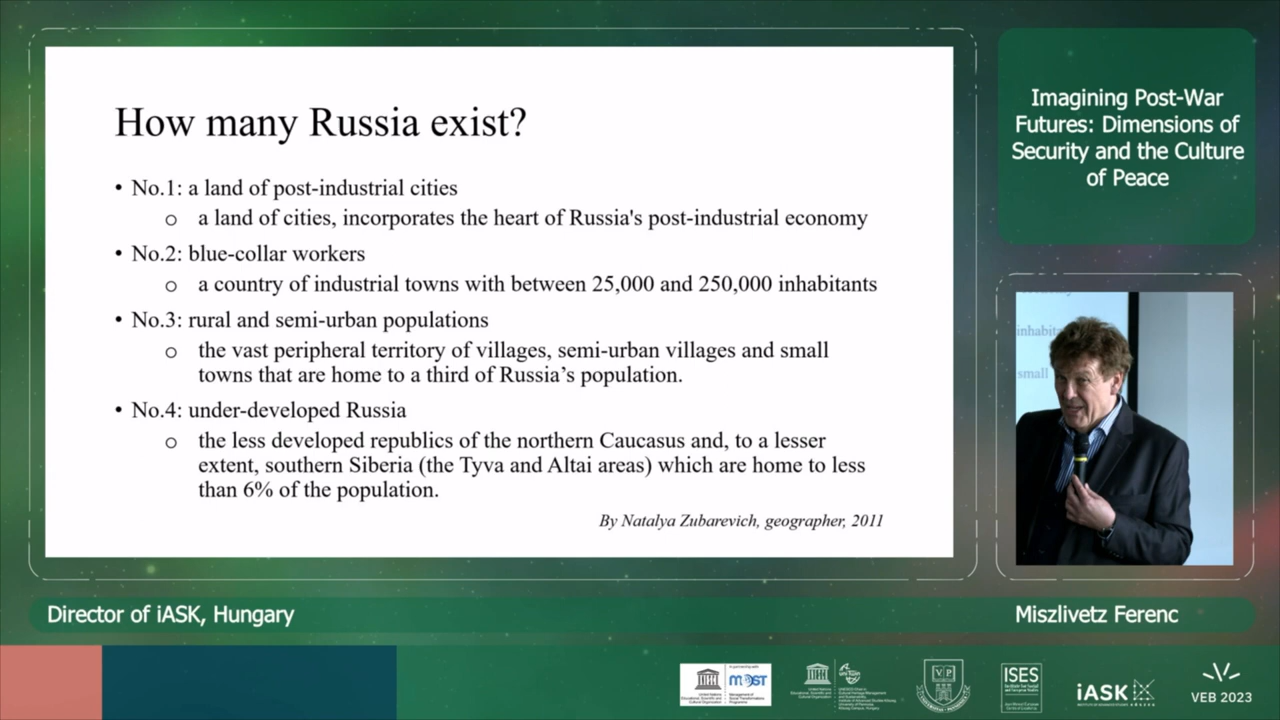 How many Russia exist?
• No.1: a land of post-industrial cities
o a land of cities, incorporates the heart of Russia's post-industrial economy
• No.2: blue-collar workers
o a country of industrial towns with between 25,000 and 250,000 inhabitants
• No.3: rural and semi-urban populations
o the vast peripheral territory of villages, semi-urban villages and small
towns that are home to a third of Russia’s population.
• No.4: under-developed Russia
o the less developed republics of the northern Caucasus and, to a lesser
extent, southern Siberia (the Tyva and Altai areas) which are home to less
than 6% of the population.
By Natalya Zubarevich, geographer, 2011
Imagining Post-War
Futures: Dimensions of
Security and the Culture
of Peace
small
Director of iASK, Hungary
Miszlivetz Ferenc
MOST
ISES
iASK
VEB 2023